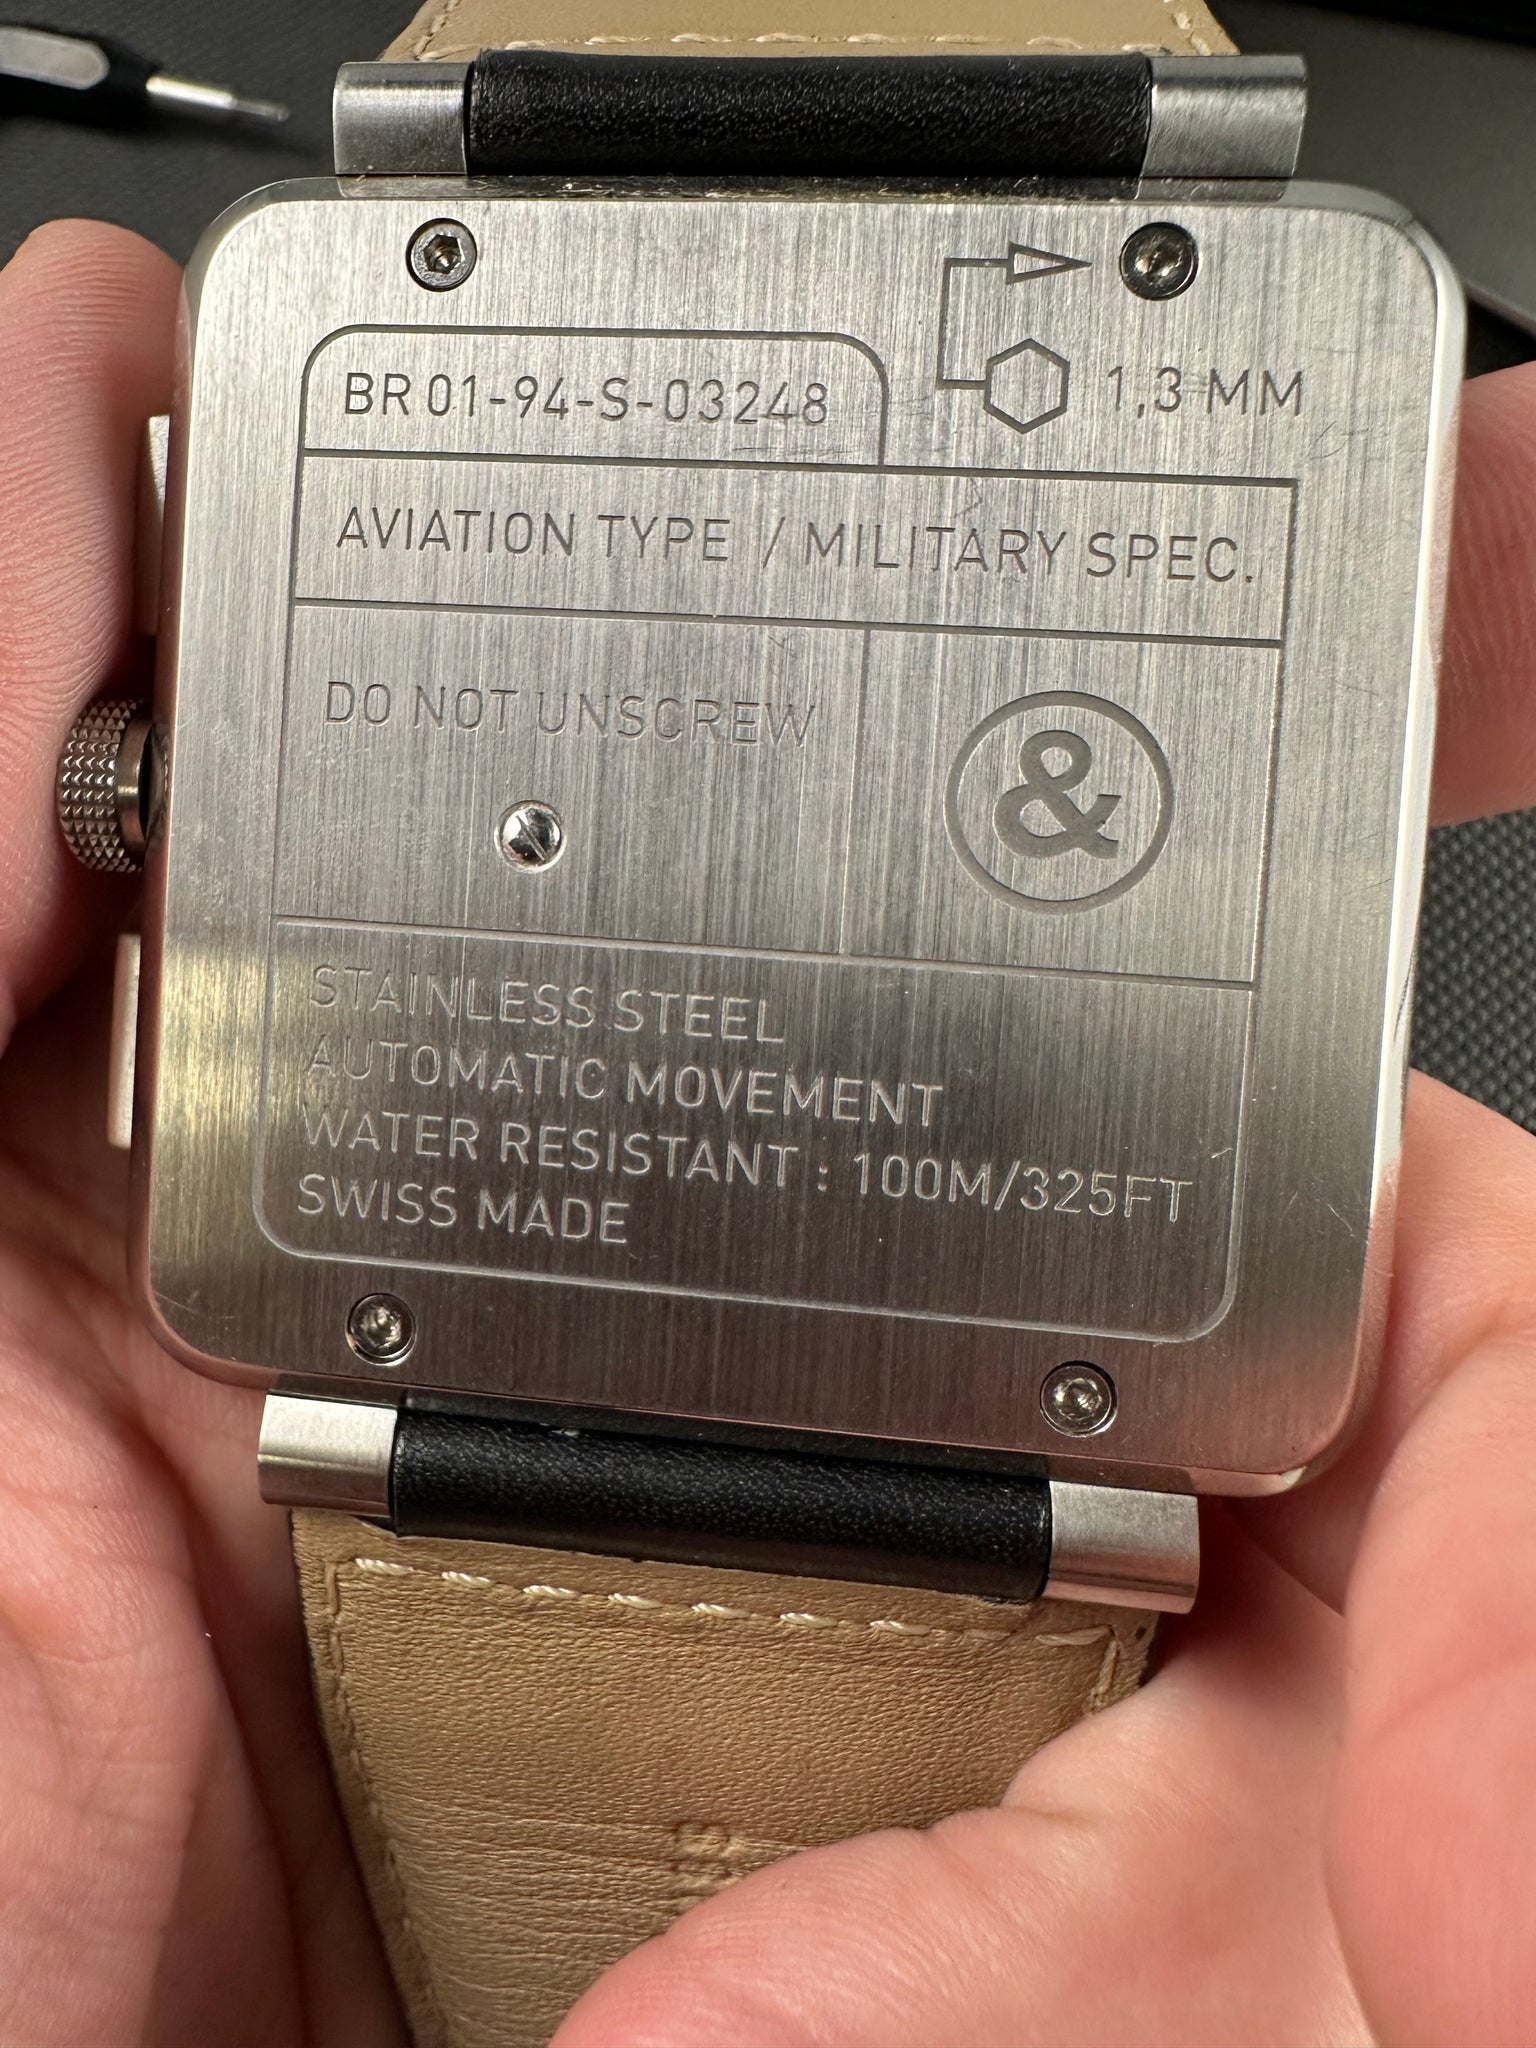 BR 01-94-S-03248
1,3 MM
AVIATION TYPE / MILITARY SPEC.
DO NOT UNSCREW
&
STAINLESS STEEL
AUTOMATIC MOVEMENT
WATER RESISTANT : 100M/325FT
SWISS MADE